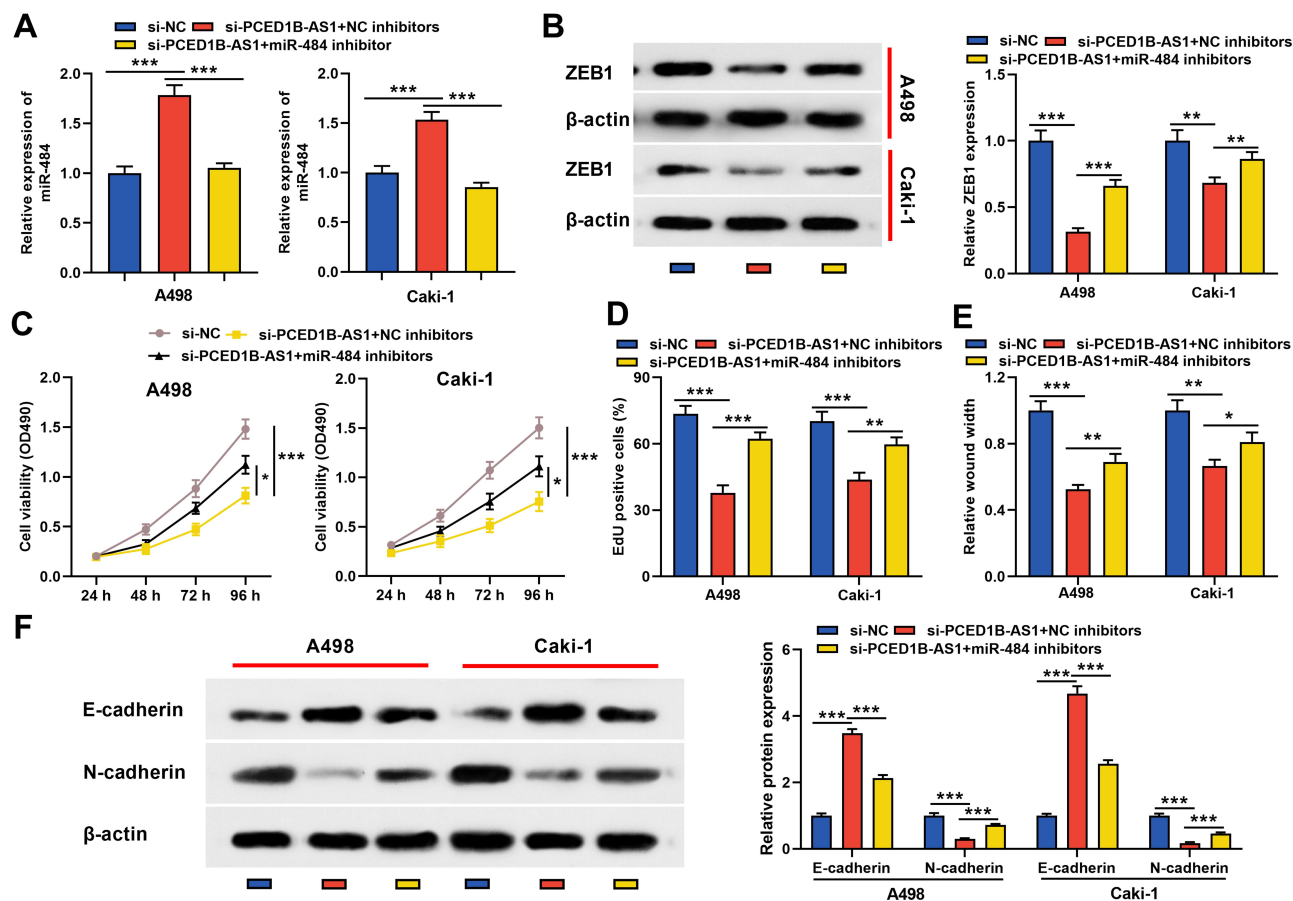 A
si-NC si-PCED1B-AS1+NC inhibitors
si-PCED1B-AS1+miR-484 inhibitor
Relative expression of
miR-484
2.0
1.5
1.0
0.5
0.0
***
***
A498
Relative expression of
miR-484
2.0
1.5
1.0
0.5
0.0
***
***
Caki-1
B
ZEB1
β-actin
ZEB1
β-actin
A498
Caki-1
si-NC si-PCED1B-AS1+NC inhibitors
si-PCED1B-AS1+miR-484 inhibitors
Relative ZEB1 expression
1.5
1.0
0.5
0.0
***
***
**
**
A498
Caki-1
C
si-NC si-PCED1B-AS1+NC inhibitors
si-PCED1B-AS1+miR-484 inhibitors
A498
Cell viability (OD490)
2.0
1.5
1.0
0.5
0.0
*
***
24 h 48 h 72 h 96 h
Caki-1
Cell viability (OD490)
2.0
1.5
1.0
0.5
0.0
*
***
24 h 48 h 72 h 96 h
D
si-NC si-PCED1B-AS1+NC inhibitors
si-PCED1B-AS1+miR-484 inhibitors
EdU positive cells (%)
90
60
30
0
***
***
***
**
A498
Caki-1
E
si-NC si-PCED1B-AS1+NC inhibitors
si-PCED1B-AS1+miR-484 inhibitors
Relative wound width
1.2
0.8
0.4
0.0
***
**
**
*
A498
Caki-1
F
A498 Caki-1
E-cadherin
N-cadherin
β-actin
si-NC si-PCED1B-AS1+NC inhibitors
si-PCED1B-AS1+miR-484 inhibitors
Relative protein expression
6
4
2
0
***
***
***
***
***
***
***
***
E-cadherin N-cadherin E-cadherin N-cadherin
A498 Caki-1